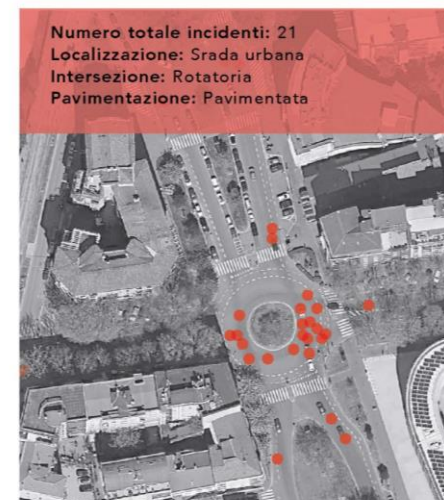 Numero totale incidenti: 21
Localizzazione: Srada urbana
Intersezione: Rotatoria
Pavimentazione: Pavimentata